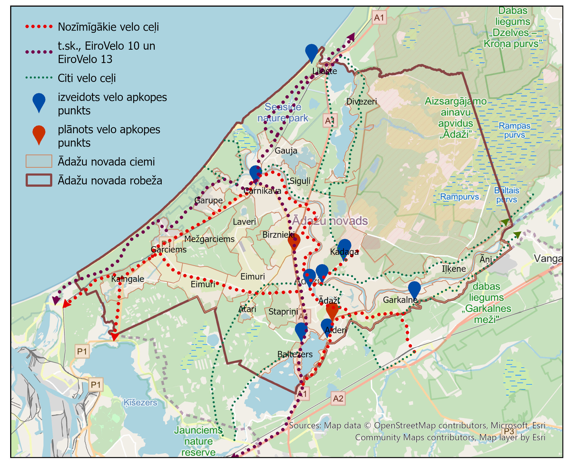 Nozīmīgākie velo ceļi
t.sk., EiroVelo 10 un
EiroVelo 13
Citi velo ceļi
izveidots velo apkopes
punkts
plānots velo apkopes
punkts
Ādažu novada ciemi
Ādažu novada robeža
A1
Dabas
liegums
"Dzelves
Krona purvs"
Lilaste
Divezeri
Aizsargājamo
ainavu
apvidus
"Ādaži"
Seaside
nature park
A1
Rampas
purvs
Gauja
Siguļi
Carnikava
Garupe
Rampurvs
Baltais
purvs
Laveri
Ādažu novads
Birznieki
Mežgarciems
Garciems
Kadaga
Vanga
Āņi
Iļķene
Kalngale
Eimuri
Eimuri
Garkalne
dabas
liegums
"Garkalnes
meži"
Ādaži
Atari
Stapriņi
Alderi
Baltezers
P1
P1
Ķīšezers
A1
A2
P3
Jaunciems
nature
reserve
Sources: Map data © OpenStreetMap contributors, Microsoft, Esri
Community Maps contributors, Map layer by Esri